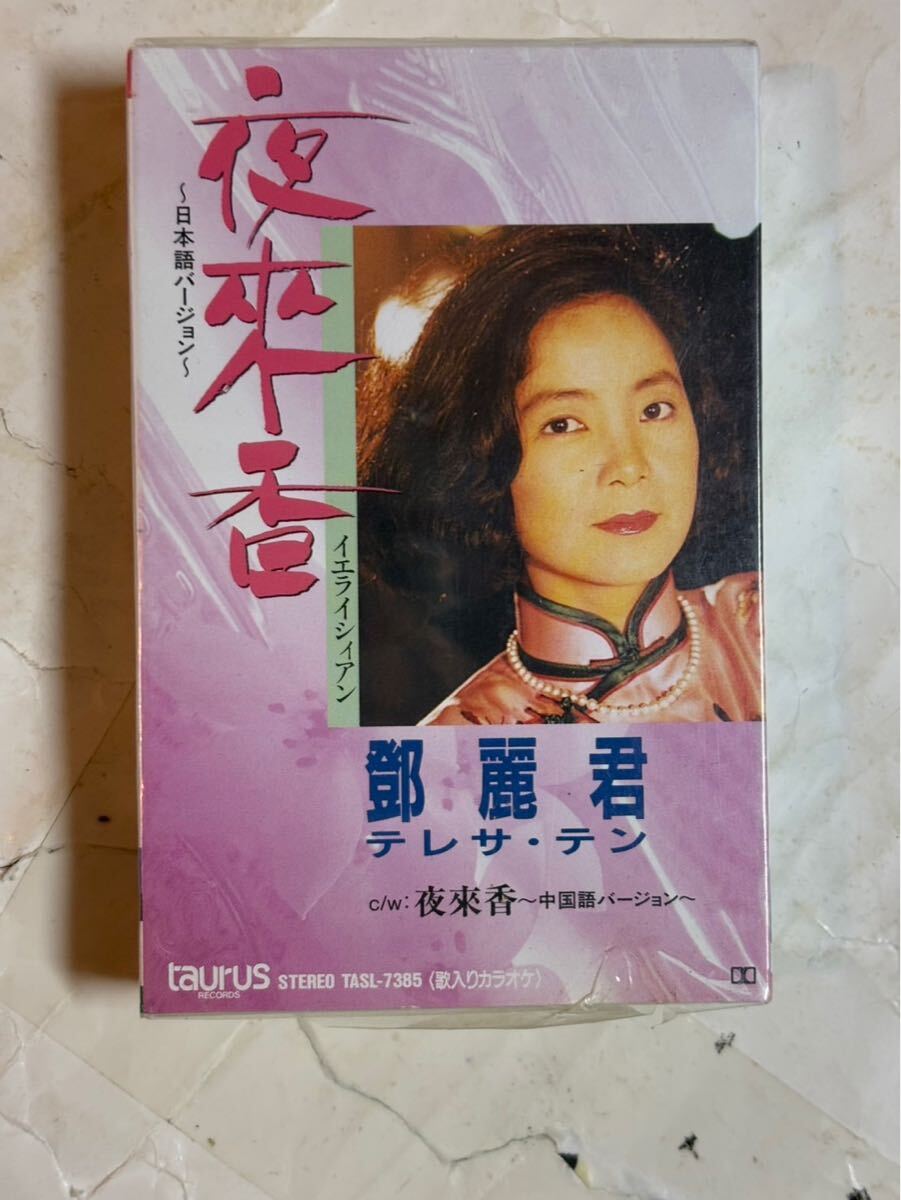 夜來香
～日本語バージョン～
イエライシィアン
鄧麗君
テレサ・テン
c/w: 夜來香～中国語バージョン～
taurus
RECORDS
STEREO TASL-7385〈歌入りカラオケ〉